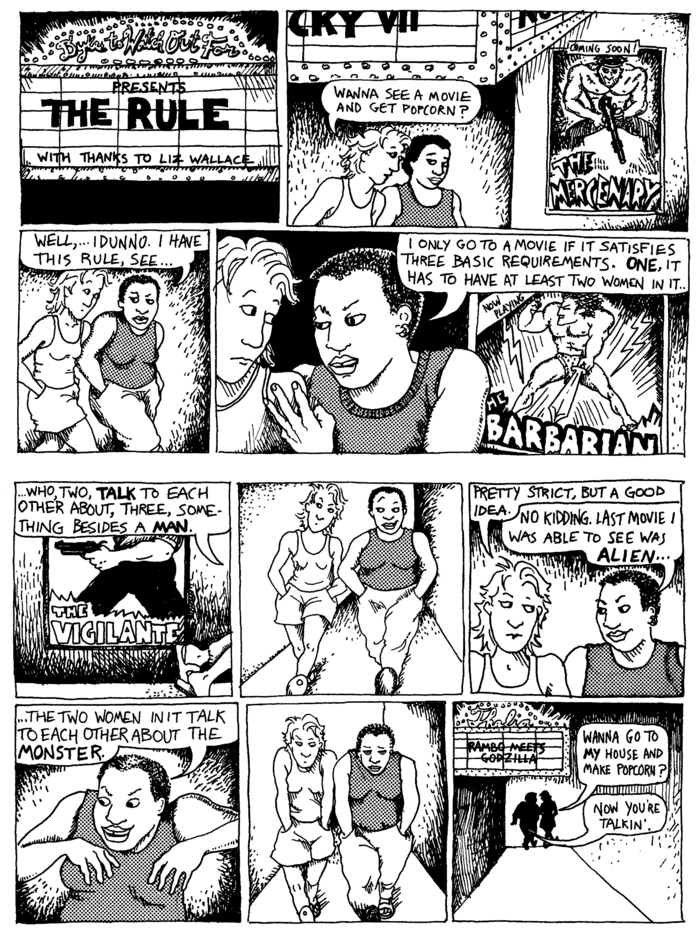 Dykes to Watch Out For
PRESENTS
THE RULE
WITH THANKS TO LIZ WALLACE
CKY VII
COMING SOON!
THE
MERCENARY
WANNA SEE A MOVIE
AND GET POPCORN?
WELL,... I DUNNO. I HAVE
THIS RULE, SEE...
I ONLY GO TO A MOVIE IF IT SATISFIES
THREE BASIC REQUIREMENTS. ONE, IT
HAS TO HAVE AT LEAST TWO WOMEN IN IT..
NOW
PLAYING
THE
BARBARIAN
...WHO, TWO, TALK TO EACH
OTHER ABOUT, THREE, SOME-
THING BESIDES A MAN.
THE
VIGILANTE
PRETTY STRICT, BUT A GOOD
IDEA.
NO KIDDING. LAST MOVIE I
WAS ABLE TO SEE WAS
ALIEN...
...THE TWO WOMEN IN IT TALK
TO EACH OTHER ABOUT THE
MONSTER.
Thalia
RAMBO MEETS
GODZILLA
WANNA GO TO
MY HOUSE AND
MAKE POPCORN?
NOW YOU'RE
TALKIN'.